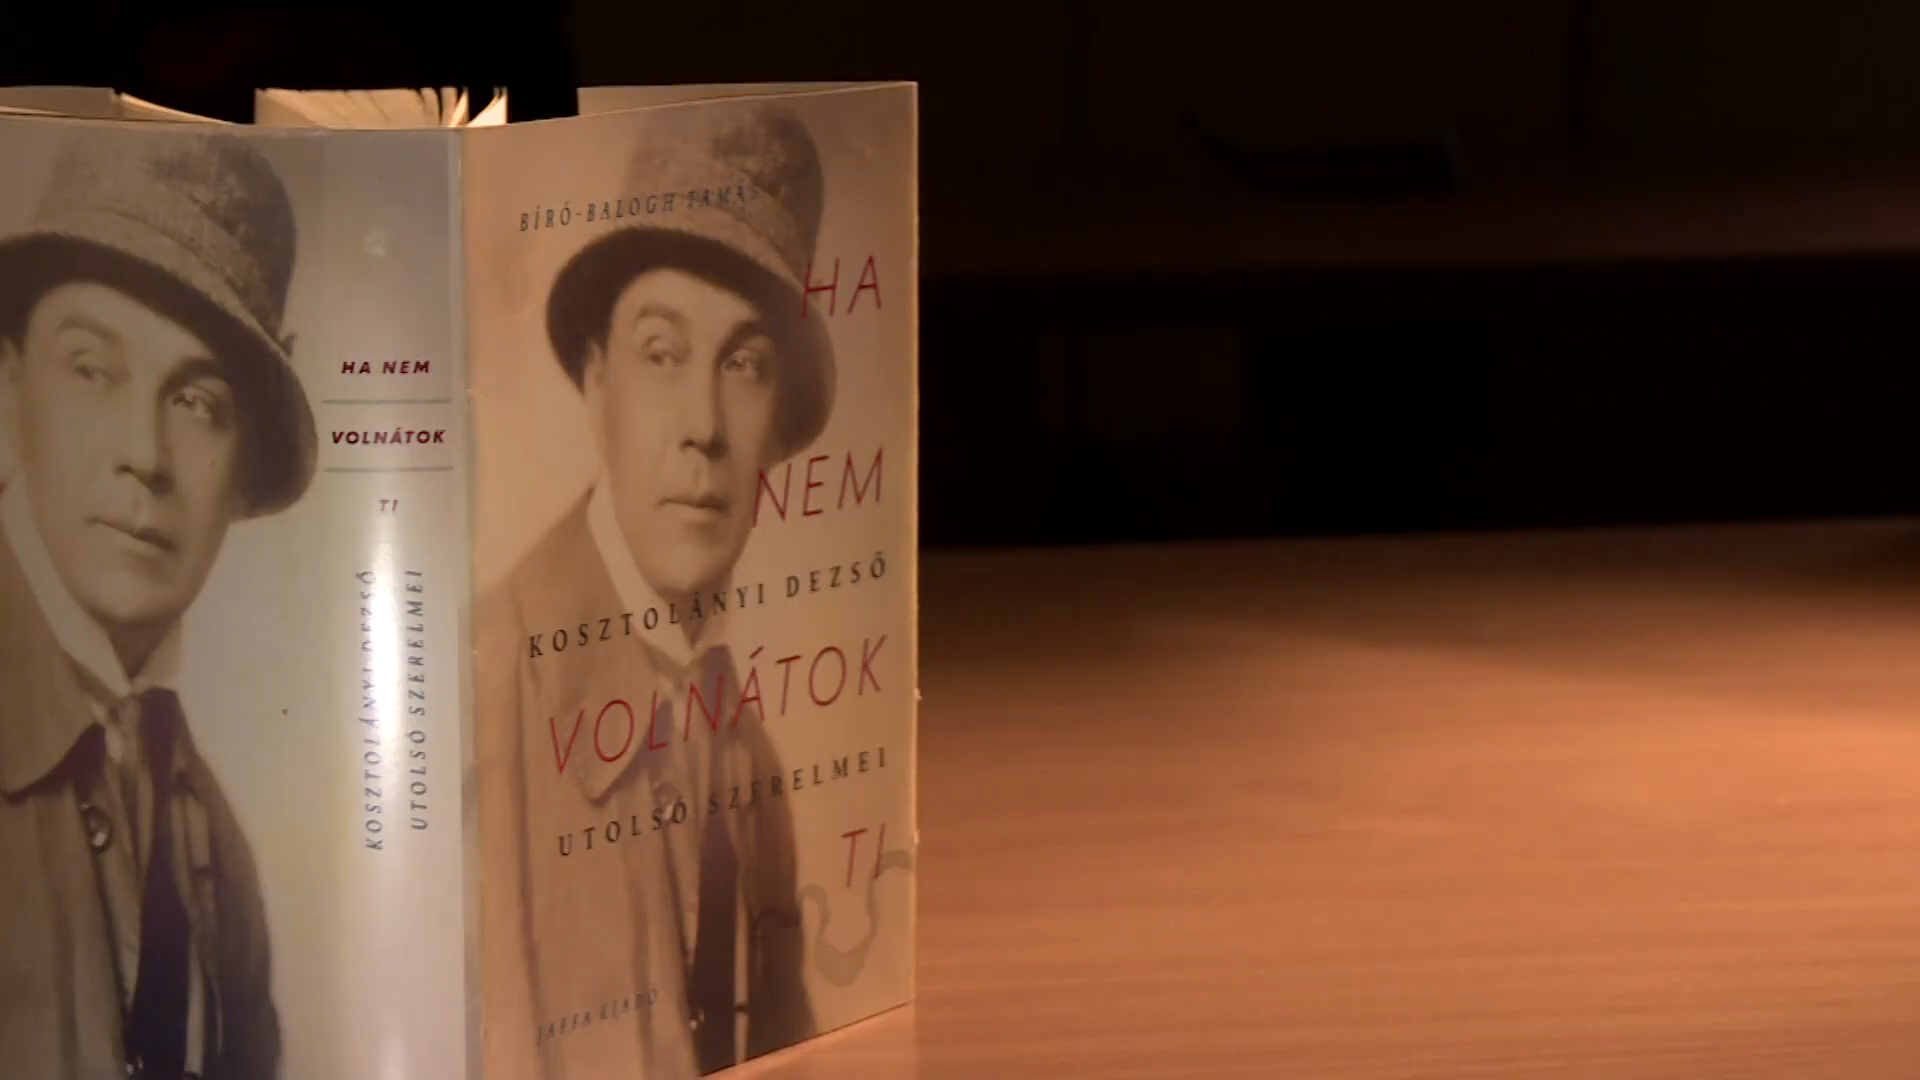 HA NEM
VOLNÁTOK
TI
KOSZTOLÁNYI DEZSŐ
UTOLSÓ SZERELMEI
BÍRÓ-BALOGH TAMÁS
HA
NEM
KOSZTOLÁNYI DEZSŐ
VOLNÁTOK
UTOLSÓ SZERELMEI
TI
JAFFA KIADÓ